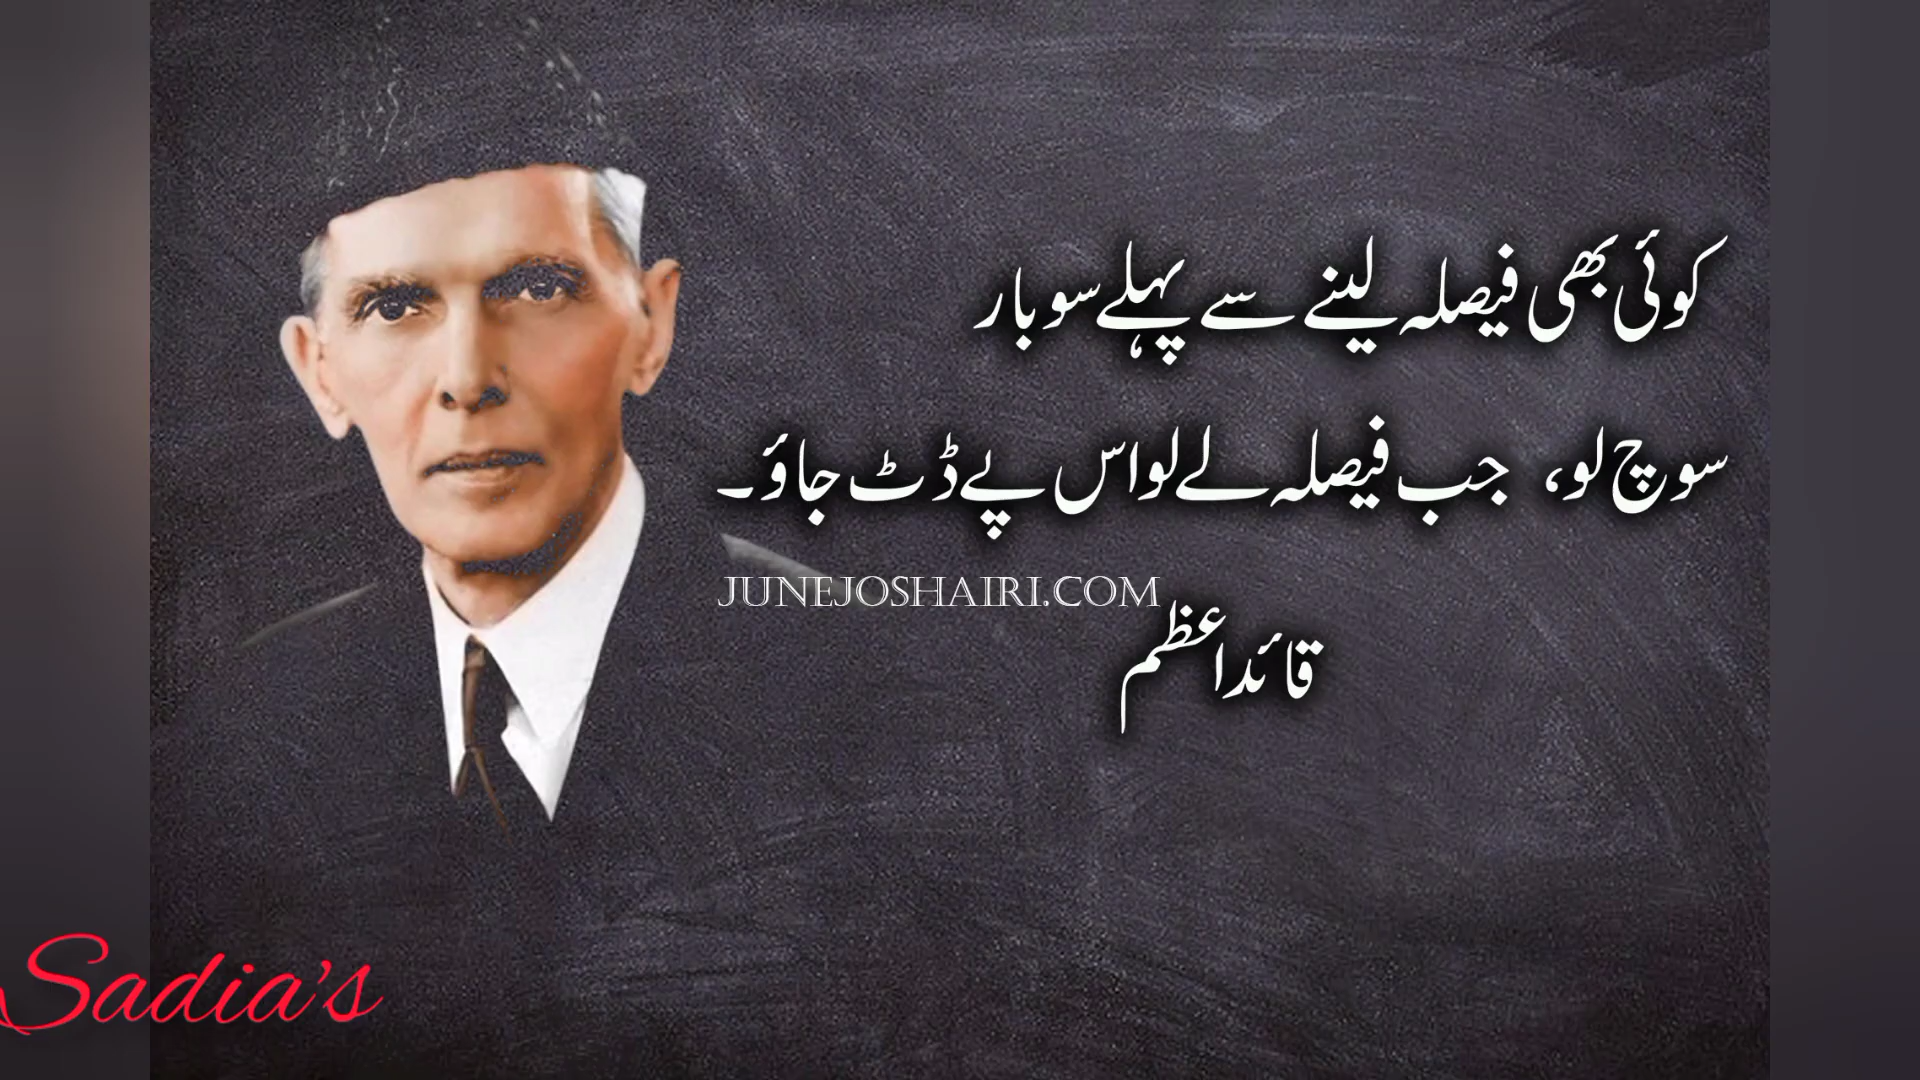 کوئی بھی فیصلہ لینے سے پہلے سو بار
سوچ لو، جب فیصلہ لے لو اس پے ڈٹ جاؤ۔
JUNEJOSHAIRI.COM
قائداعظم
Sadia's